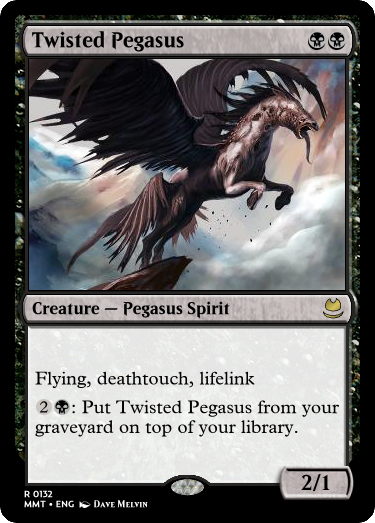 Twisted Pegasus
Creature — Pegasus Spirit
Flying, deathtouch, lifelink
2 : Put Twisted Pegasus from your
graveyard on top of your library.
2/1
R 0132
MMT • ENG Dave Melvin